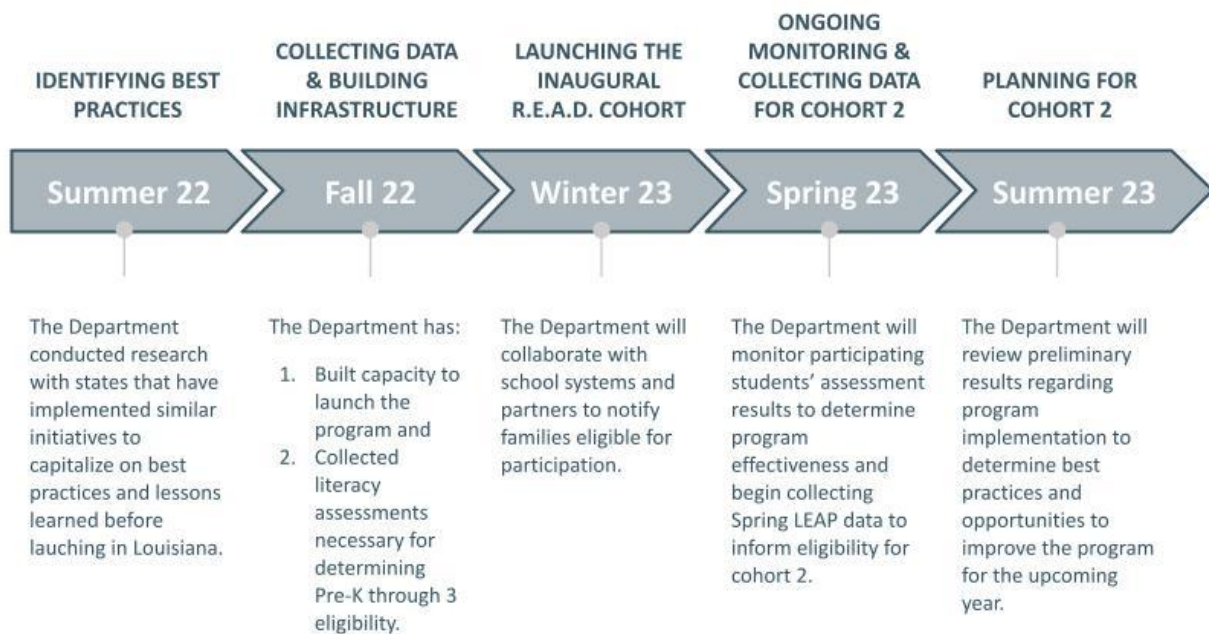 IDENTIFYING BEST
PRACTICES
COLLECTING DATA
& BUILDING
INFRASTRUCTURE
LAUNCHING THE
INAUGURAL
R.E.A.D. COHORT
ONGOING
MONITORING &
COLLECTING DATA
FOR COHORT 2
PLANNING FOR
COHORT 2
Summer 22
Fall 22
Winter 23
Spring 23
Summer 23
The Department
conducted research
with states that have
implemented similar
initiatives to
capitalize on best
practices and lessons
learned before
lauching in Louisiana.
The Department has:
1. Built capacity to
launch the
program and
2. Collected
literacy
assessments
necessary for
determining
Pre-K through 3
eligibility.
The Department will
collaborate with
school systems and
partners to notify
families eligible for
participation.
The Department will
monitor participating
students’ assessment
results to determine
program
effectiveness and
begin collecting
Spring LEAP data to
inform eligibility for
cohort 2.
The Department will
review preliminary
results regarding
program
implementation to
determine best
practices and
opportunities to
improve the program
for the upcoming
year.